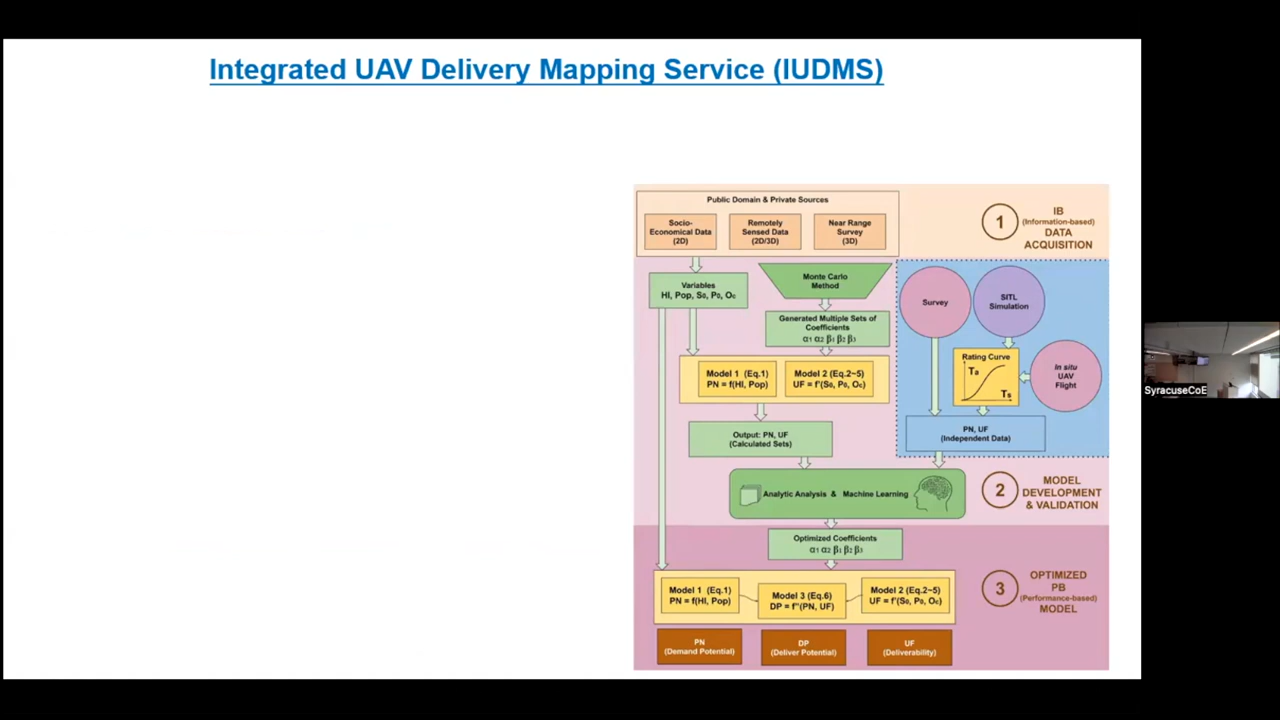 Integrated UAV Delivery Mapping Service (IUDMS)
Public Domain & Private Sources
Socio-
Economical Data
(2D)
Remotely
Sensed Data
(2D/3D)
Near Range
Survey
(3D)
1
IB
(Information-based)
DATA
ACQUISITION
Variables
HI, Pop, S₀, P₀, Oc
Monte Carlo
Method
Generated Multiple Sets of
Coefficients
α1 α2 β1 β2 β3
Model 1 (Eq.1)
PN = f(HI, Pop)
Model 2 (Eq.2~5)
UF = f'(S₀, P₀, Oc)
Output: PN, UF
(Calculated Sets)
Survey
SITL
Simulation
Rating Curve
Ta
Ts
In situ
UAV
Flight
PN, UF
(Independent Data)
Analytic Analysis & Machine Learning
2
MODEL
DEVELOPMENT
& VALIDATION
Optimized Coefficients
α1 α2 β1 β2 β3
Model 1 (Eq.1)
PN = f(HI, Pop)
Model 3 (Eq.6)
DP = f''(PN, UF)
Model 2 (Eq.2~5)
UF = f'(S₀, P₀, Oc)
3
OPTIMIZED
PB
(Performance-based)
MODEL
PN
(Demand Potential)
DP
(Deliver Potential)
UF
(Deliverability)
SyracuseCoE